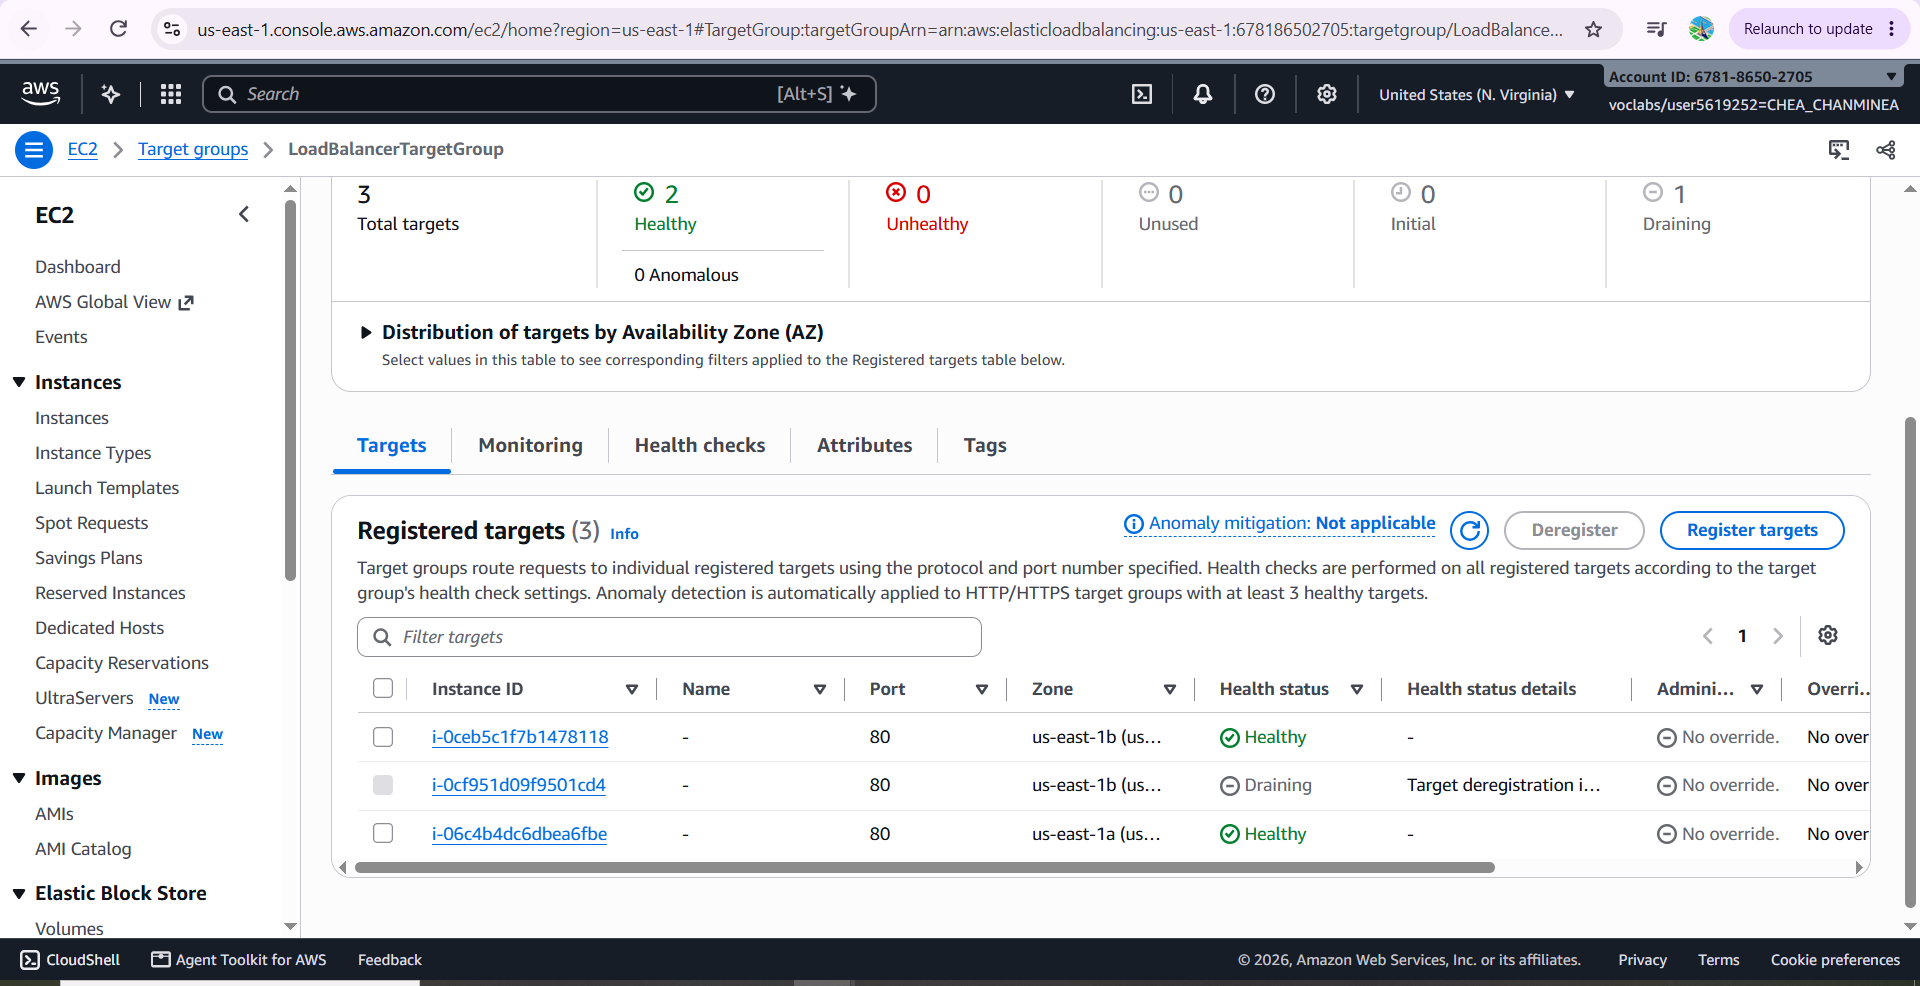 us-east-1.console.aws.amazon.com/ec2/home?region=us-east-1#TargetGroup:targetGroupArn=arn:aws:elasticloadbalancing:us-east-1:678186502705:targetgroup/LoadBalance...
Relaunch to update
aws
Search
[Alt+S]
United States (N. Virginia)
Account ID: 6781-8650-2705
voclabs/user5619252=CHEA_CHANMINEA
EC2
Target groups
LoadBalancerTargetGroup
EC2
Dashboard
AWS Global View
Events
Instances
Instances
Instance Types
Launch Templates
Spot Requests
Savings Plans
Reserved Instances
Dedicated Hosts
Capacity Reservations
UltraServers New
Capacity Manager New
Images
AMIs
AMI Catalog
Elastic Block Store
Volumes
3
Total targets
2
Healthy
0 Anomalous
0
Unhealthy
0
Unused
0
Initial
1
Draining
Distribution of targets by Availability Zone (AZ)
Select values in this table to see corresponding filters applied to the Registered targets table below.
Targets
Monitoring
Health checks
Attributes
Tags
Registered targets (3) Info
Anomaly mitigation: Not applicable
Deregister
Register targets
Target groups route requests to individual registered targets using the protocol and port number specified. Health checks are performed on all registered targets according to the target
group's health check settings. Anomaly detection is automatically applied to HTTP/HTTPS target groups with at least 3 healthy targets.
Filter targets
1
Instance ID Name Port Zone Health status Health status details Admini... Overri...
i-0ceb5c1f7b1478118 - 80 us-east-1b (us... Healthy - No override. No over
i-0cf951d09f9501cd4 - 80 us-east-1b (us... Draining Target deregistration i... No override. No over
i-06c4b4dc6dbea6fbe - 80 us-east-1a (us... Healthy - No override. No over
CloudShell
Agent Toolkit for AWS
Feedback
© 2026, Amazon Web Services, Inc. or its affiliates.
Privacy
Terms
Cookie preferences